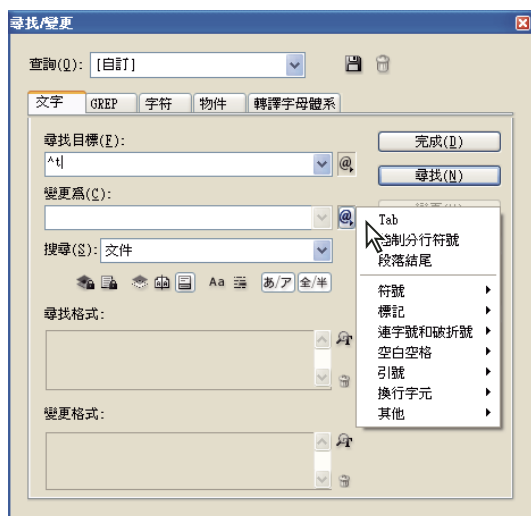 尋找/變更
查詢(Q): [自訂]
文字 GREP 字符 物件 轉譯字母體系
尋找目標(F):
^t
完成(D)
尋找(N)
變更為(C):
搜尋(S): 文件
Tab
強制分行符號
段落結尾
符號
標記
連字號和破折號
空白空格
引號
換行字元
其他
Aa あ/ア 全/半
尋找格式:
變更格式: